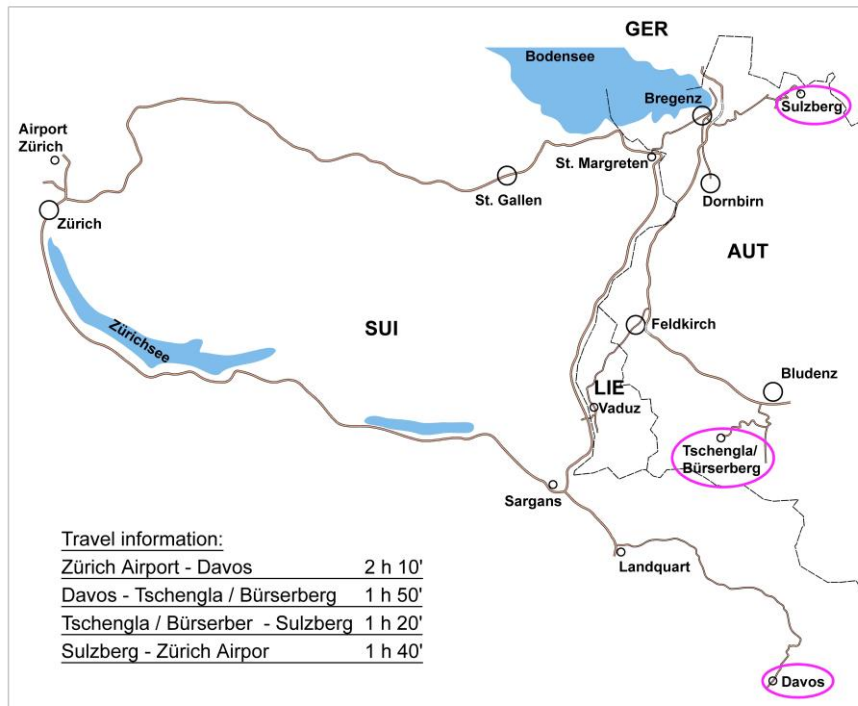 GER
Bodensee
Bregenz
Sulzberg
Airport
Zürich
St. Margreten
St. Gallen
Dornbirn
Zürich
AUT
Zürichsee
SUI
Feldkirch
Bludenz
LIE
Vaduz
Tschengla/
Bürserberg
Sargans
Landquart
Davos
Travel information:
Zürich Airport - Davos 2 h 10'
Davos - Tschengla / Bürserberg 1 h 50'
Tschengla / Bürserber - Sulzberg 1 h 20'
Sulzberg - Zürich Airpor 1 h 40'